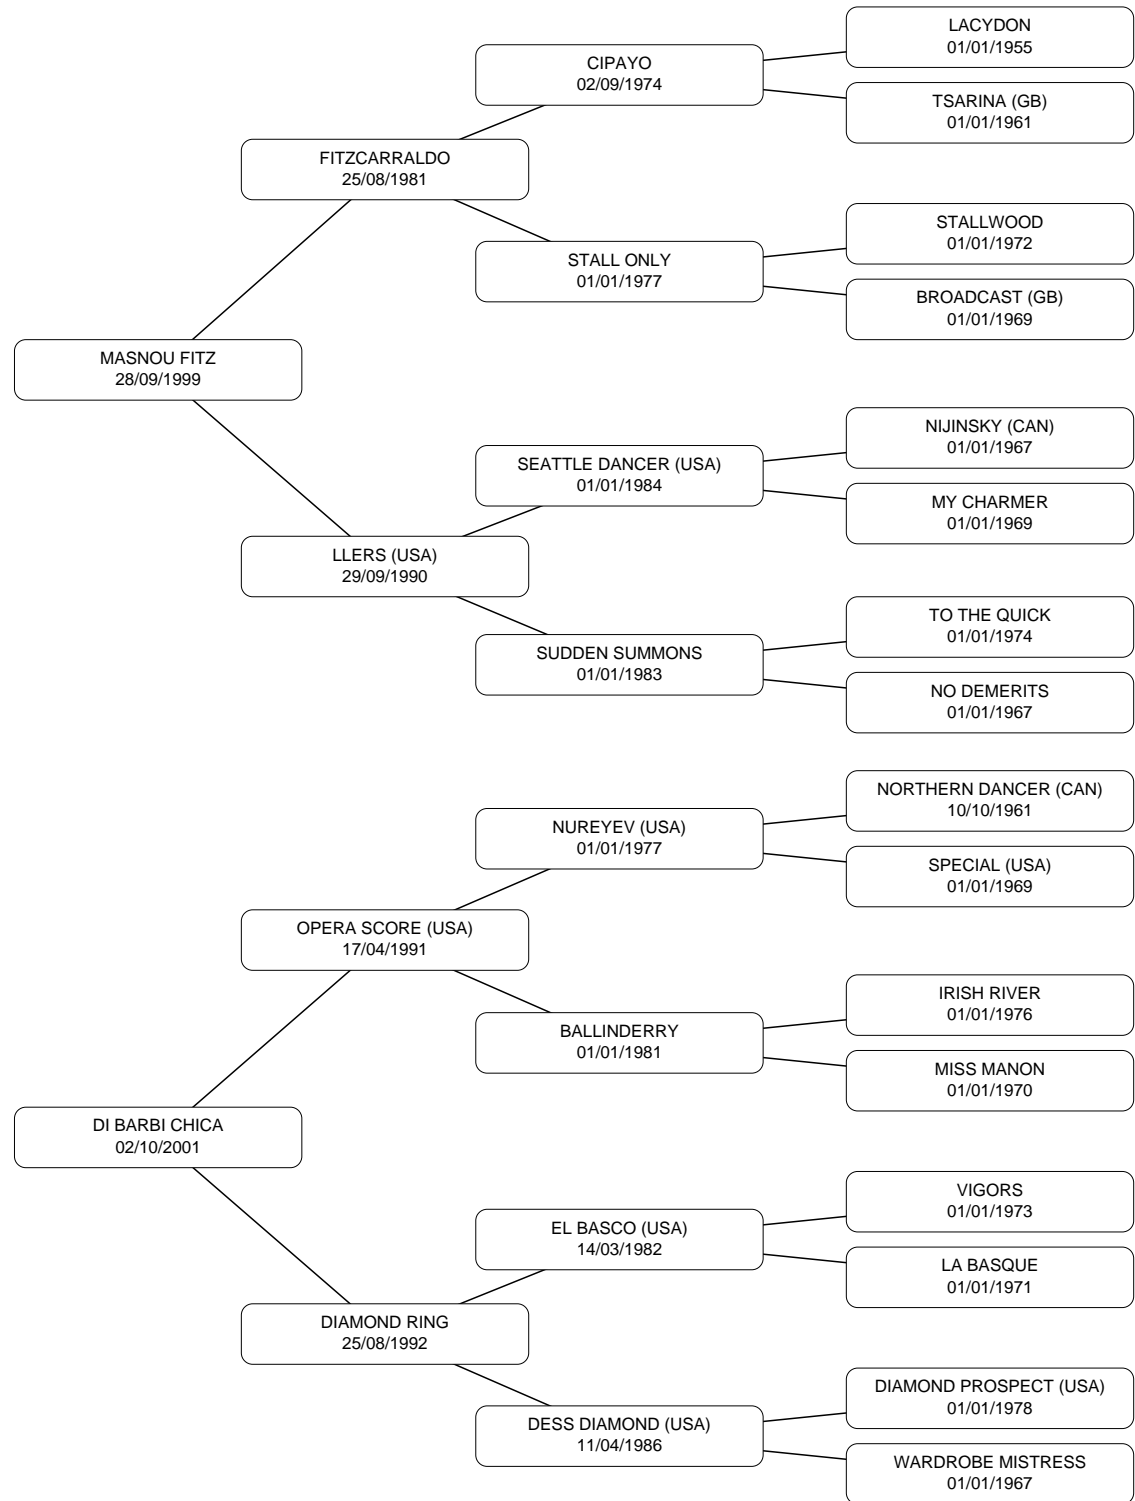 LACYDON
01/01/1955
CIPAYO
02/09/1974
TSARINA (GB)
01/01/1961
FITZCARRALDO
25/08/1981
STALLWOOD
01/01/1972
STALL ONLY
01/01/1977
BROADCAST (GB)
01/01/1969
MASNOU FITZ
28/09/1999
NIJINSKY (CAN)
01/01/1967
SEATTLE DANCER (USA)
01/01/1984
MY CHARMER
01/01/1969
LLERS (USA)
29/09/1990
TO THE QUICK
01/01/1974
SUDDEN SUMMONS
01/01/1983
NO DEMERITS
01/01/1967
NORTHERN DANCER (CAN)
10/10/1961
NUREYEV (USA)
01/01/1977
SPECIAL (USA)
01/01/1969
OPERA SCORE (USA)
17/04/1991
IRISH RIVER
01/01/1976
BALLINDERRY
01/01/1981
MISS MANON
01/01/1970
DI BARBI CHICA
02/10/2001
VIGORS
01/01/1973
EL BASCO (USA)
14/03/1982
LA BASQUE
01/01/1971
DIAMOND RING
25/08/1992
DIAMOND PROSPECT (USA)
01/01/1978
DESS DIAMOND (USA)
11/04/1986
WARDROBE MISTRESS
01/01/1967